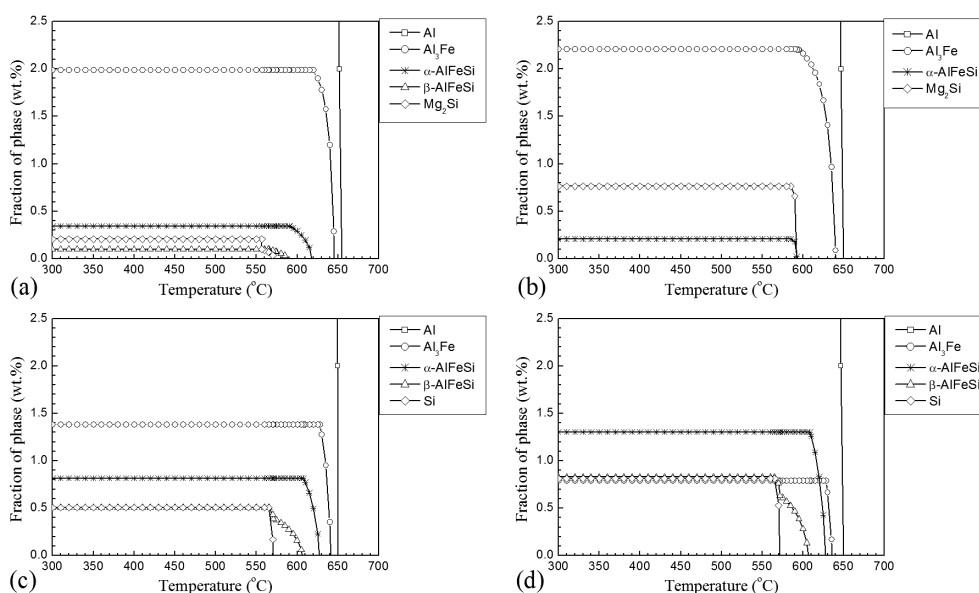 2.5
2.0
1.5
1.0
0.5
0.0
Fraction of phase (wt.%)
300 350 400 450 500 550 600 650 700
Temperature (°C)
Al
Al₃Fe
α-AlFeSi
β-AlFeSi
Mg₂Si
(a)
2.5
2.0
1.5
1.0
0.5
0.0
Fraction of phase (wt.%)
300 350 400 450 500 550 600 650 700
Temperature (°C)
Al
Al₃Fe
α-AlFeSi
Mg₂Si
(b)
2.5
2.0
1.5
1.0
0.5
0.0
Fraction of phase (wt.%)
300 350 400 450 500 550 600 650 700
Temperature (°C)
Al
Al₃Fe
α-AlFeSi
β-AlFeSi
Si
(c)
2.5
2.0
1.5
1.0
0.5
0.0
Fraction of phase (wt.%)
300 350 400 450 500 550 600 650 700
Temperature (°C)
Al
Al₃Fe
α-AlFeSi
β-AlFeSi
Si
(d)